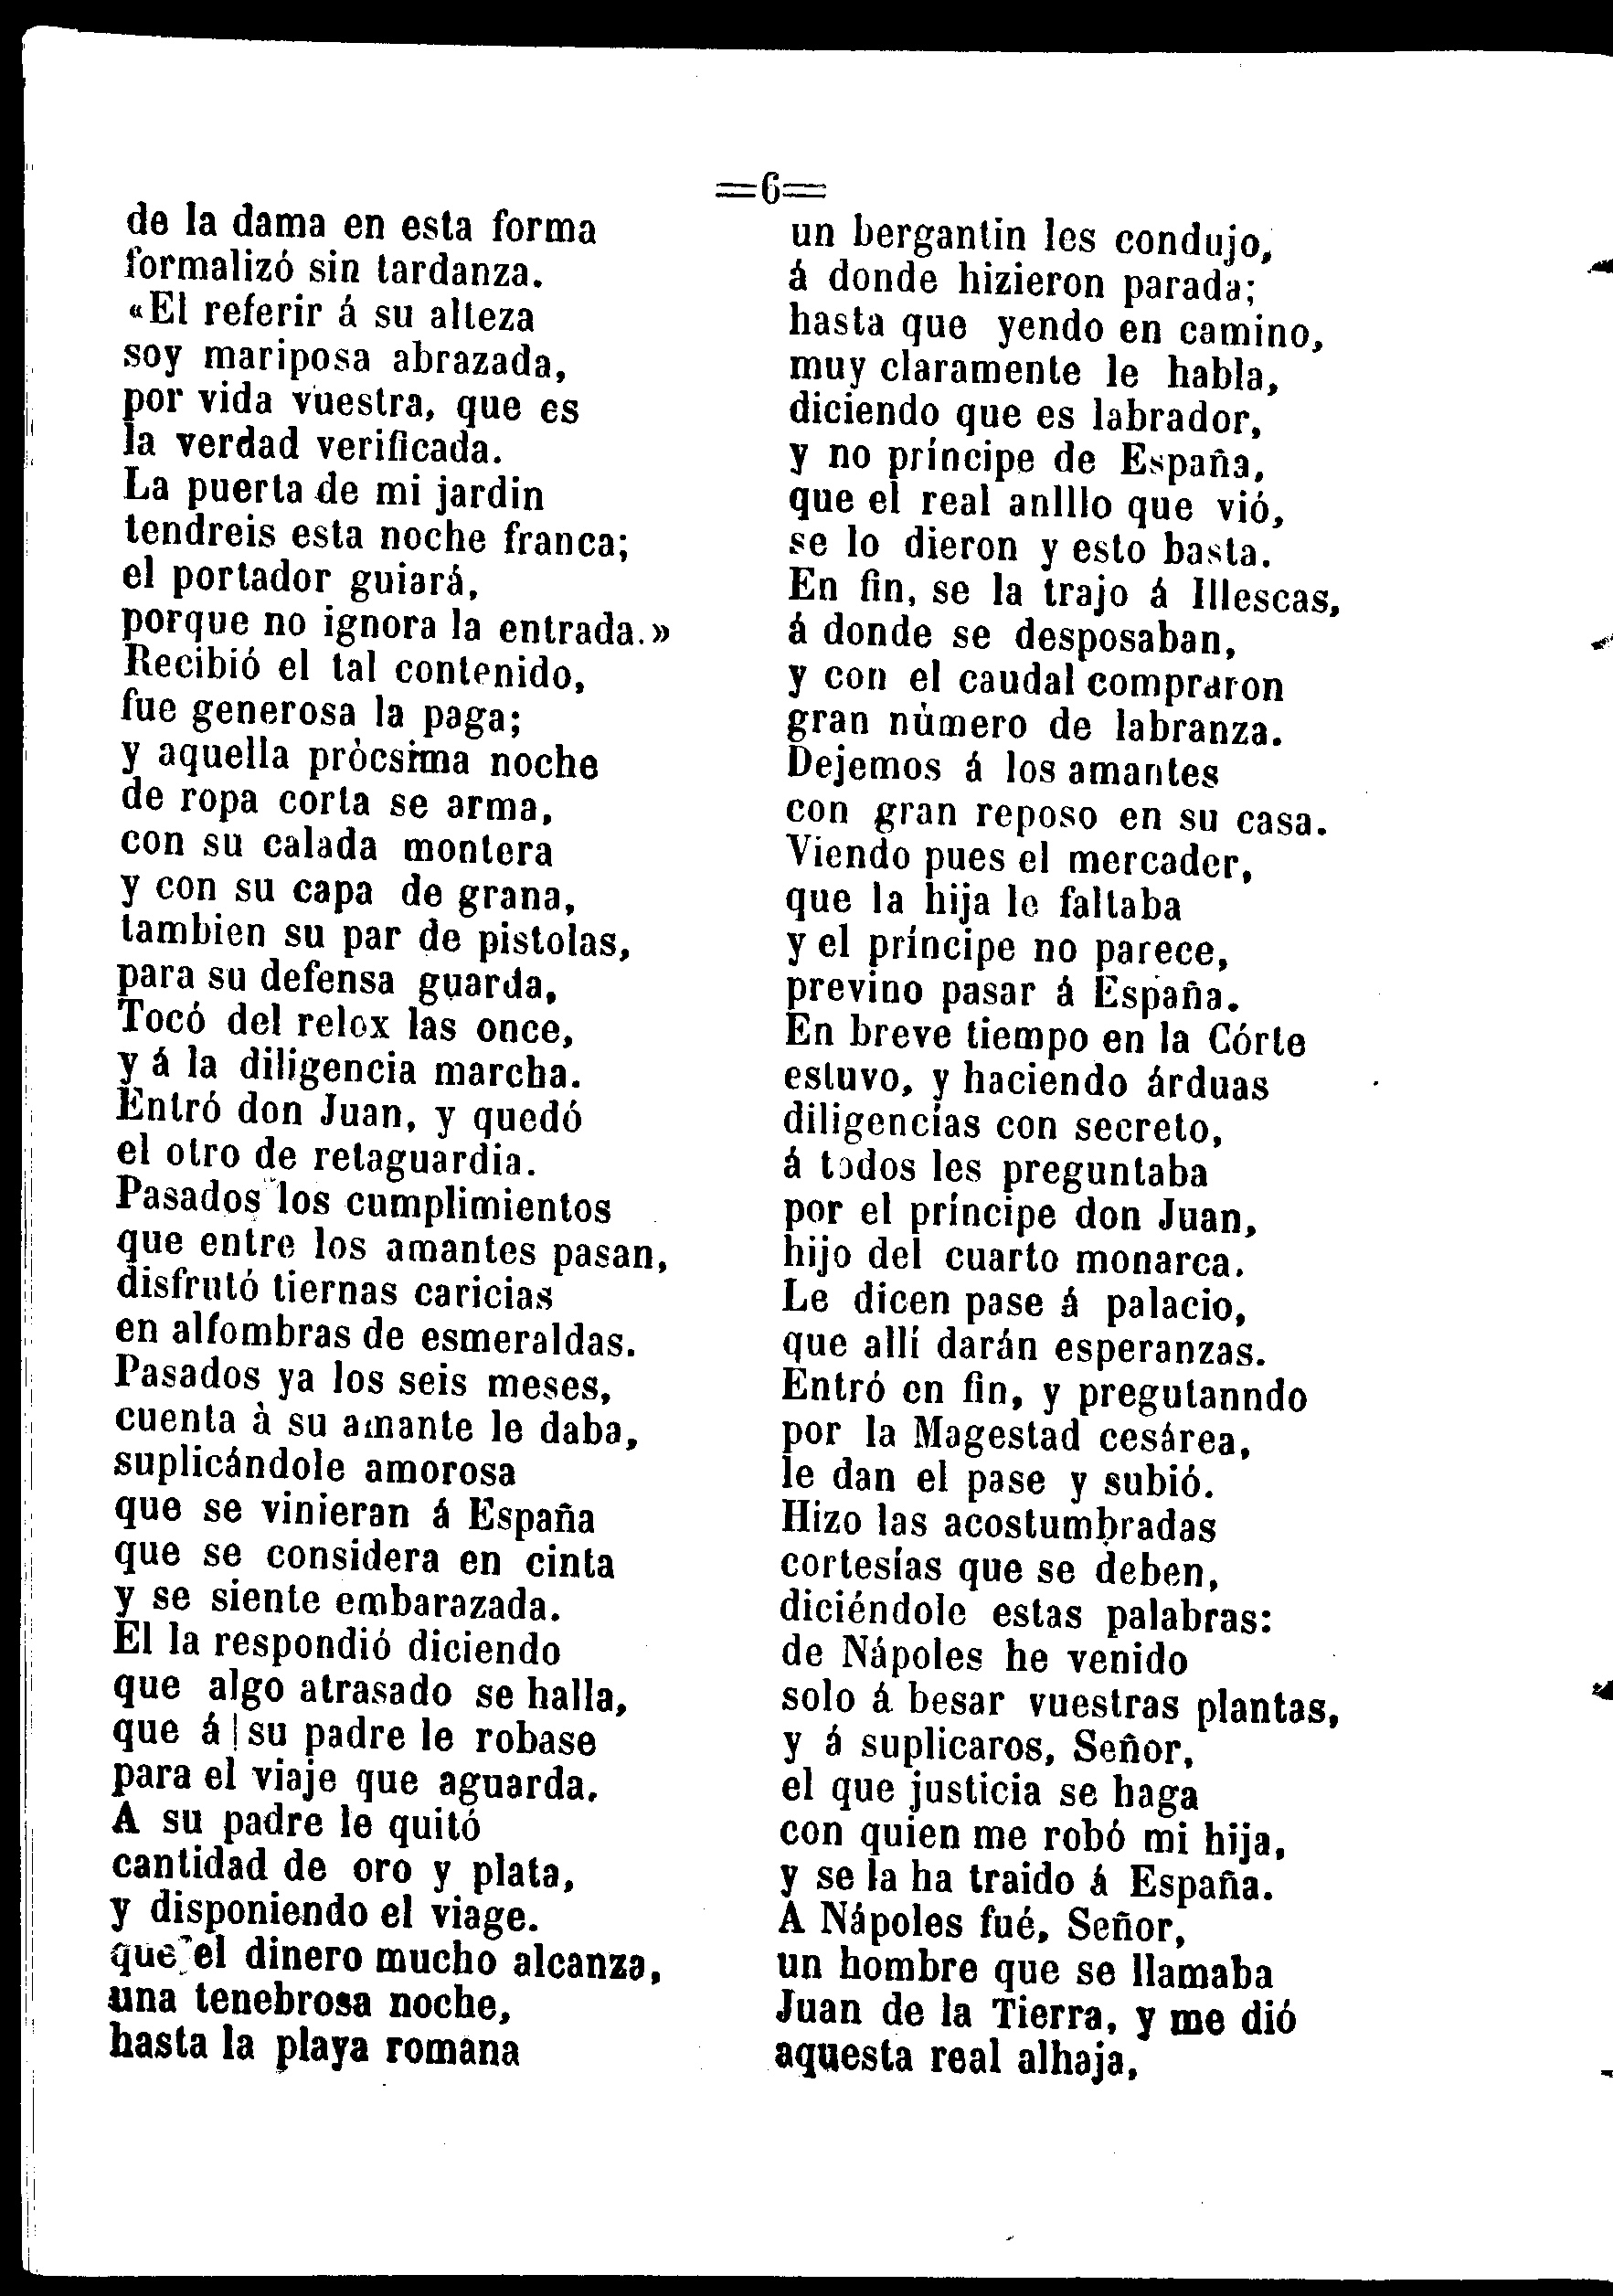 =6=
de la dama en esta forma
formalizó sin tardanza.
«El referir á su alteza
soy mariposa abrazada,
por vida vuestra, que es
la verdad verificada.
La puerta de mi jardin
tendreis esta noche franca;
el portador guiará,
porque no ignora la entrada.»
Recibió el tal contenido,
fue generosa la paga;
y aquella pròcsima noche
de ropa corta se arma,
con su calada montera
y con su capa de grana,
tambien su par de pistolas,
para su defensa guarda,
Tocó del relox las once,
y á la diligencia marcha.
Entró don Juan, y quedó
el otro de retaguardia.
Pasados los cumplimientos
que entre los amantes pasan,
disfrutó tiernas caricias
en alfombras de esmeraldas.
Pasados ya los seis meses,
cuenta à su amante le daba,
suplicándole amorosa
que se vinieran á España
que se considera en cinta
y se siente embarazada.
El la respondió diciendo
que algo atrasado se halla,
que á su padre le robase
para el viaje que aguarda.
A su padre le quitó
cantidad de oro y plata,
y disponiendo el viage.
que el dinero mucho alcanza,
una tenebrosa noche,
hasta la playa romana
un bergantin les condujo,
á donde hizieron parada;
hasta que yendo en camino,
muy claramente le habla,
diciendo que es labrador,
y no príncipe de España,
que el real anlllo que vió,
se lo dieron y esto basta.
En fin, se la trajo á Illescas,
á donde se desposaban,
y con el caudal compraron
gran nùmero de labranza.
Dejemos á los amantes
con gran reposo en su casa.
Viendo pues el mercader,
que la hija le faltaba
y el príncipe no parece,
previno pasar á España.
En breve tiempo en la Córte
estuvo, y haciendo árduas
diligencías con secreto,
á todos les preguntaba
por el príncipe don Juan,
hijo del cuarto monarca.
Le dicen pase á palacio,
que allí darán esperanzas.
Entró en fin, y pregutanndo
por la Magestad cesárea,
le dan el pase y subió.
Hizo las acostumbradas
cortesías que se deben,
diciéndole estas palabras:
de Nápoles he venido
solo á besar vuestras plantas,
y á suplicaros, Señor,
el que justicia se haga
con quien me robó mi hija,
y se la ha traido á España.
A Nápoles fué, Señor,
un hombre que se llamaba
Juan de la Tierra, y me dió
aquesta real alhaja,